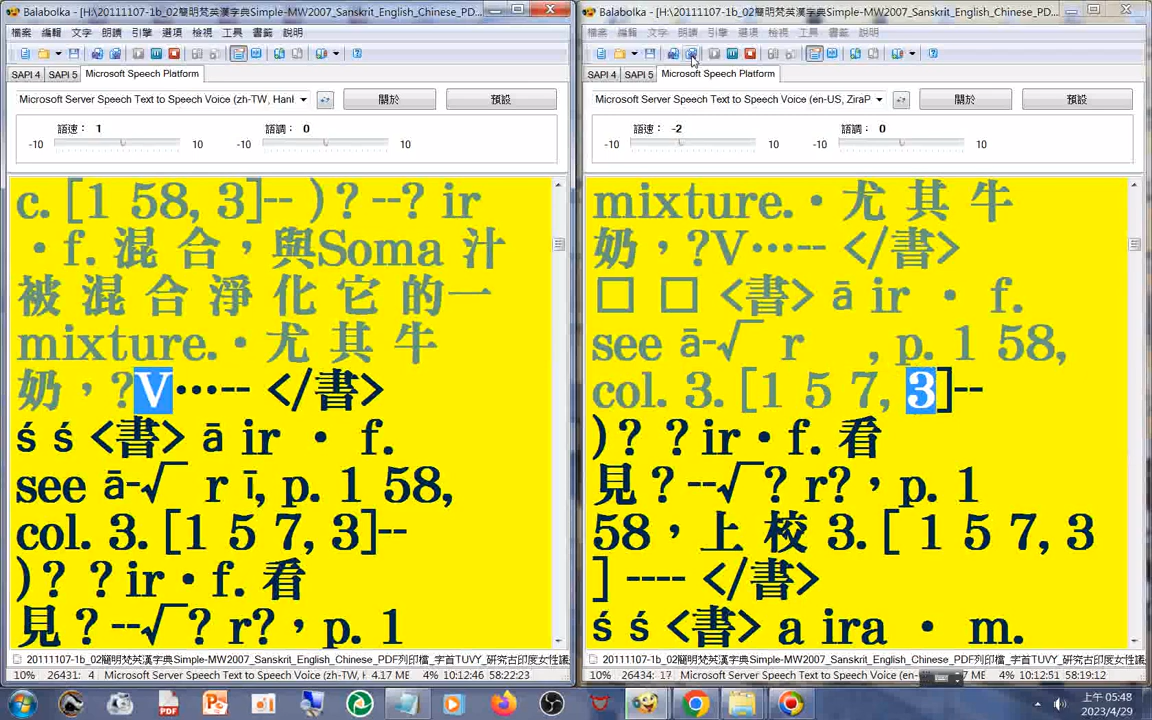 Balabolka - [H:\20111107-1b_02簡明梵英漢字典Simple-MW2007_Sanskrit_English_Chinese_PD...
檔案 編輯 文字 朗讀 引擎 選項 檢視 工具 書籤 說明
SAPI 4 SAPI 5 Microsoft Speech Platform
Microsoft Server Speech Text to Speech Voice (zh-TW, HanI 關於 預設
語速： 1 語調： 0
-10 10 -10 10
c. [1 58, 3]-- )? --? ir
・f. 混 合，與Soma 汁
被 混 合 淨 化 它 的一
mixture.・尤 其 牛
奶，?V…-- </書>
ś ś <書> ā ir ・ f.
see ā-√ r ī, p. 1 58,
col. 3. [1 5 7, 3]--
)? ? ir・f. 看
見 ? --√ ? r?，p. 1
20111107-1b_02簡明梵英漢字典Simple-MW2007_Sanskrit_English_Chinese_PDF列印檔_字首TUVY_研究古印度女性議
10% 26431: 4 Microsoft Server Speech Text to Speech Voice (zh-TW, 4.17 ME 4% 10:12:46 58:22:23
Balabolka - [H:\20111107-1b_02簡明梵英漢字典Simple-MW2007_Sanskrit_English_Chinese_PD...
檔案 編輯 文字 朗讀 引擎 選項 檢視 工具 書籤 說明
SAPI 4 SAPI 5 Microsoft Speech Platform
Microsoft Server Speech Text to Speech Voice (en-US, ZiraP 關於 預設
語速： -2 語調： 0
-10 10 -10 10
mixture.・尤 其 牛
奶，?V…-- </書>
□ □ <書> ā ir ・ f.
see ā-√ r , p. 1 58,
col. 3. [1 5 7, 3]--
)? ? ir・f. 看
見 ? --√ ? r?，p. 1
58，上 校 3. [ 1 5 7, 3
] ---- </書>
ś ś <書> a ira ・ m.
20111107-1b_02簡明梵英漢字典Simple-MW2007_Sanskrit_English_Chinese_PDF列印檔_字首TUVY_研究古印度女性議
10% 26434: 17 Microsoft Server Speech Text to Speech Voice (en-US, ME 4% 10:12:51 58:19:12
上午 05:48
2023/4/29